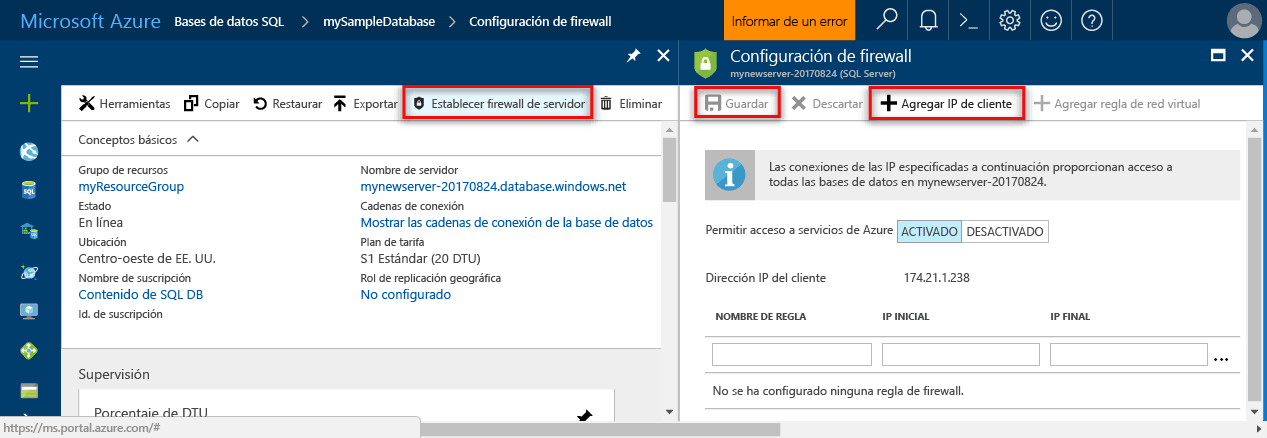 Microsoft Azure Bases de datos SQL > mySampleDatabase > Configuración de firewall Informar de un error
Herramientas Copiar Restaurar Exportar Establecer firewall de servidor Eliminar
Conceptos básicos
Grupo de recursos
myResourceGroup
Estado
En línea
Ubicación
Centro-oeste de EE. UU.
Nombre de suscripción
Contenido de SQL DB
Id. de suscripción
Nombre de servidor
mynewserver-20170824.database.windows.net
Cadenas de conexión
Mostrar las cadenas de conexión de la base de datos
Plan de tarifa
S1 Estándar (20 DTU)
Rol de replicación geográfica
No configurado
Supervisión
Porcentaje de DTU
https://ms.portal.azure.com/#
Configuración de firewall
mynewserver-20170824 (SQL Server)
Guardar Descartar Agregar IP de cliente Agregar regla de red virtual
Las conexiones de las IP especificadas a continuación proporcionan acceso a
todas las bases de datos en mynewserver-20170824.
Permitir acceso a servicios de Azure ACTIVADO DESACTIVADO
Dirección IP del cliente 174.21.1.238
NOMBRE DE REGLA IP INICIAL IP FINAL
...
No se ha configurado ninguna regla de firewall.